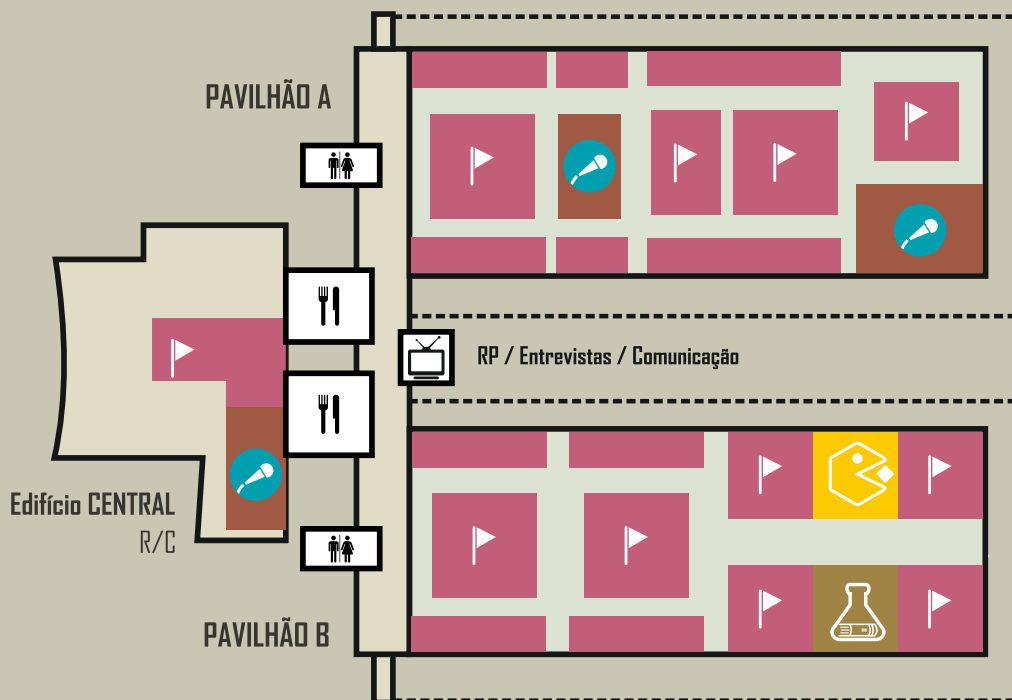 PAVILHÃO A
RP / Entrevistas / Comunicação
Edifício CENTRAL
R/C
PAVILHÃO B